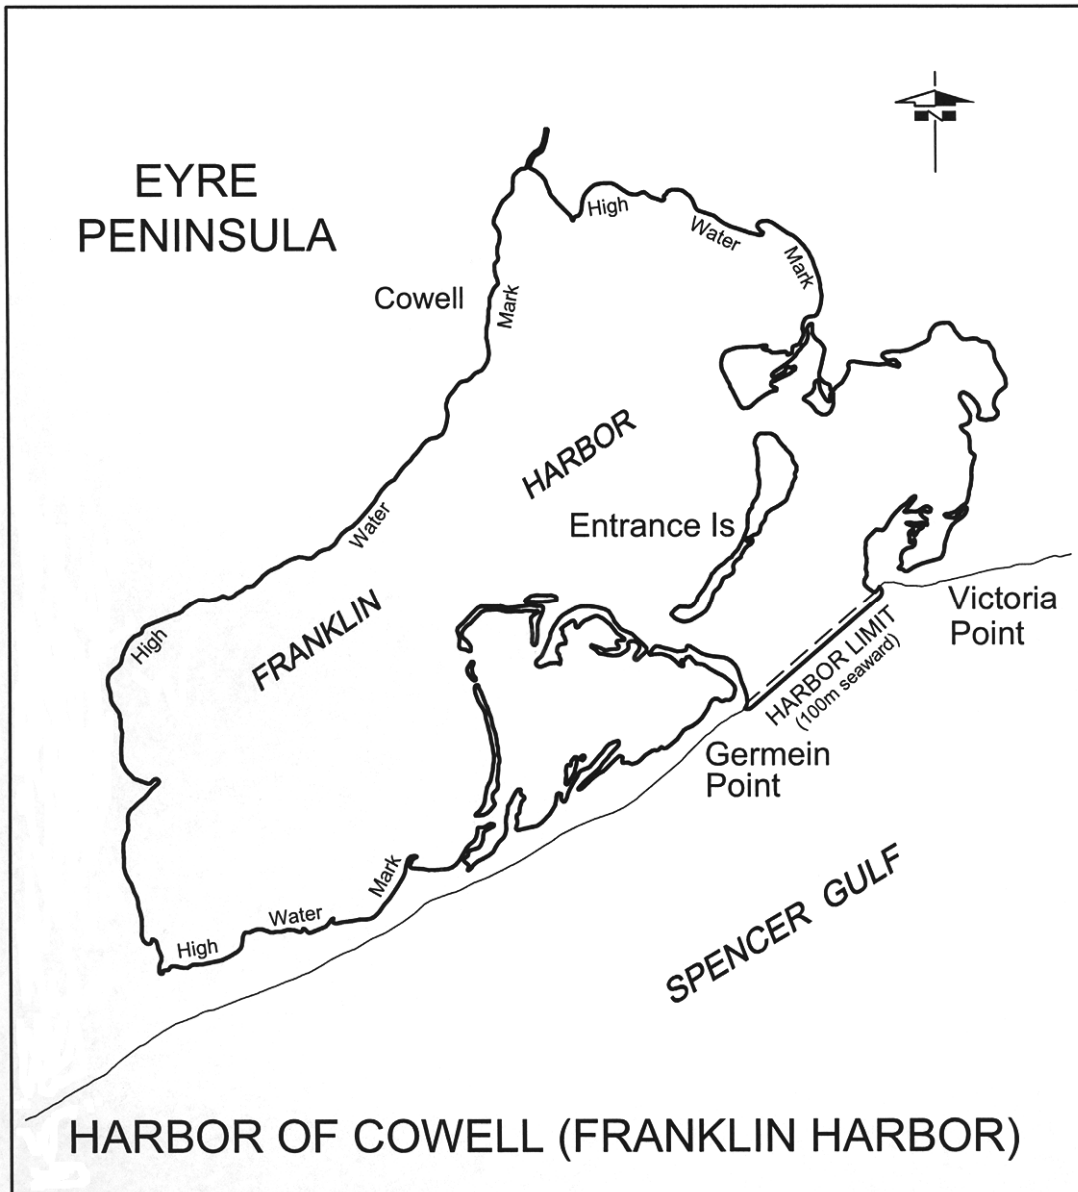 N
EYRE
PENINSULA
High
Water
Mark
Cowell
Mark
Water
High
HARBOR
Entrance Is
FRANKLIN
Victoria
Point
HARBOR LIMIT
(100m seaward)
Germein
Point
Mark
Water
High
SPENCER GULF
HARBOR OF COWELL (FRANKLIN HARBOR)